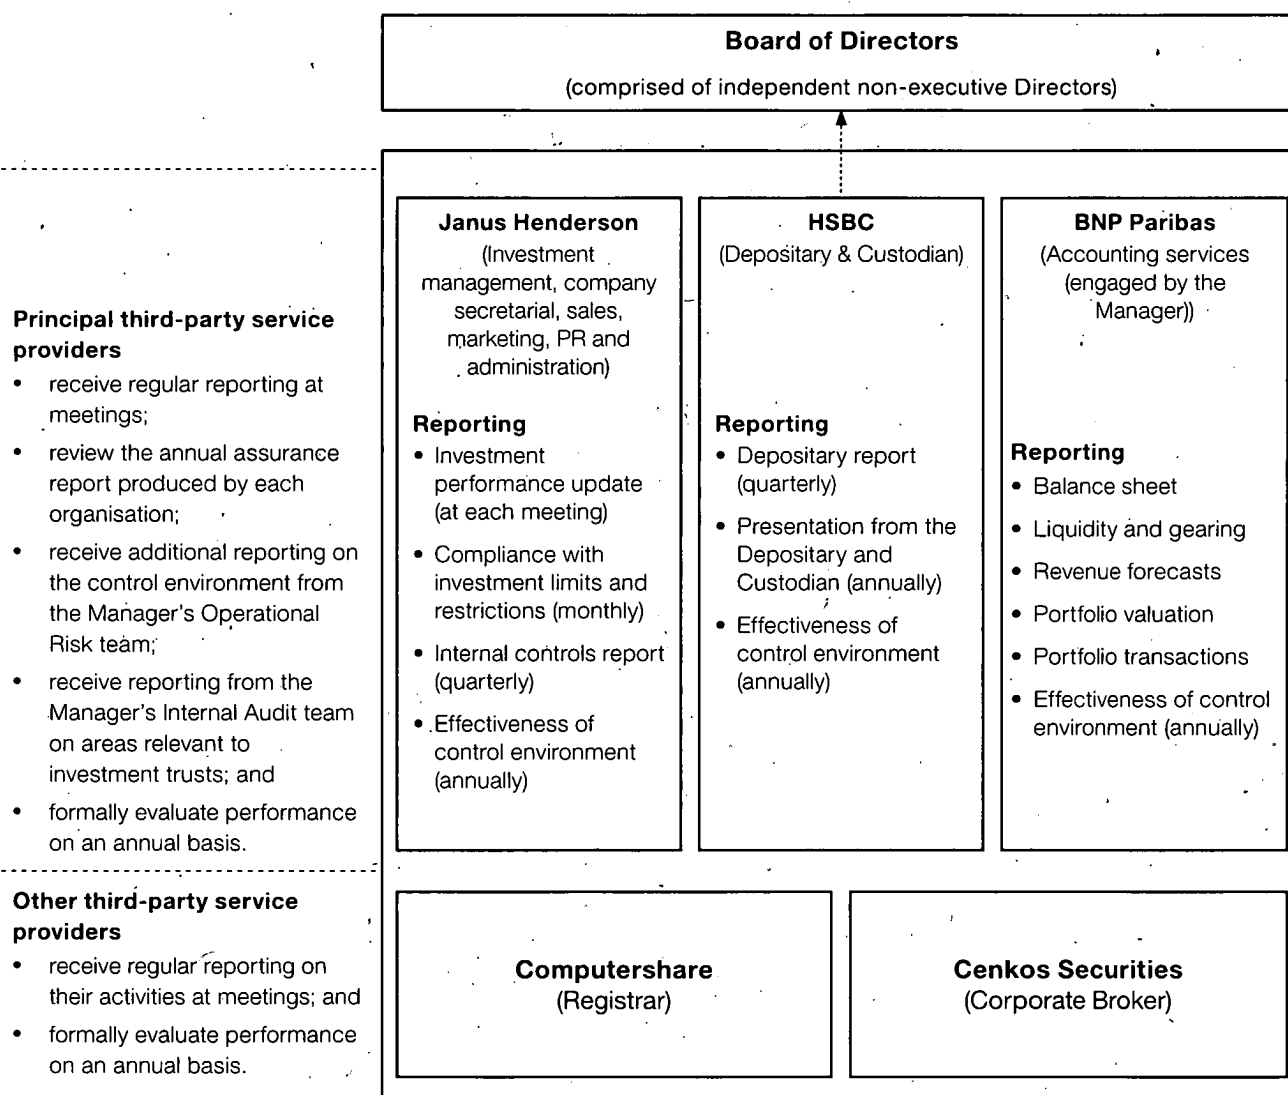 Board of Directors
(comprised of independent non-executive Directors)
Principal third-party service
providers
• receive regular reporting at
meetings;
• review the annual assurance
report produced by each
organisation;
• receive additional reporting on
the control environment from
the Manager's Operational
Risk team;
• receive reporting from the
Manager's Internal Audit team
on areas relevant to
investment trusts; and
• formally evaluate performance
on an annual basis.
Janus Henderson
(Investment
management, company
secretarial, sales,
marketing, PR and
administration)
Reporting
• Investment
performance update
(at each meeting)
• Compliance with
investment limits and
restrictions (monthly)
• Internal controls report
(quarterly)
• Effectiveness of
control environment
(annually)
HSBC
(Depositary & Custodian)
Reporting
• Depositary report
(quarterly)
• Presentation from the
Depositary and
Custodian (annually)
• Effectiveness of
control environment
(annually)
BNP Paribas
(Accounting services
(engaged by the
Manager))
Reporting
• Balance sheet
• Liquidity and gearing
• Revenue forecasts
• Portfolio valuation
• Portfolio transactions
• Effectiveness of control
environment (annually)
Other third-party service
providers
• receive regular reporting on
their activities at meetings; and
• formally evaluate performance
on an annual basis.
Computershare
(Registrar)
Cenkos Securities
(Corporate Broker)